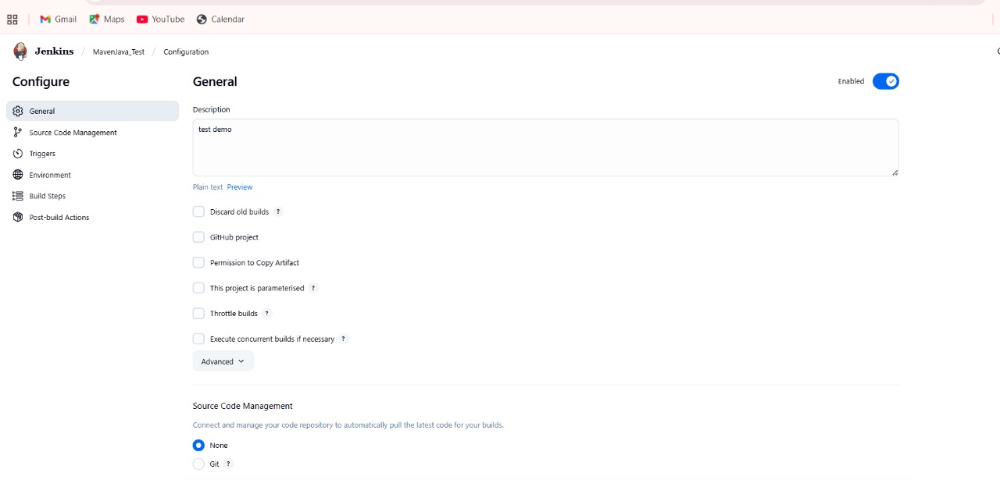 Gmail Maps YouTube Calendar
Jenkins / MavenJava_Test / Configuration
Configure
General
Source Code Management
Triggers
Environment
Build Steps
Post-build Actions
General
Enabled
Description
test demo
Plain text Preview
Discard old builds ?
GitHub project
Permission to Copy Artifact
This project is parameterised ?
Throttle builds ?
Execute concurrent builds if necessary ?
Advanced
Source Code Management
Connect and manage your code repository to automatically pull the latest code for your builds.
None
Git ?